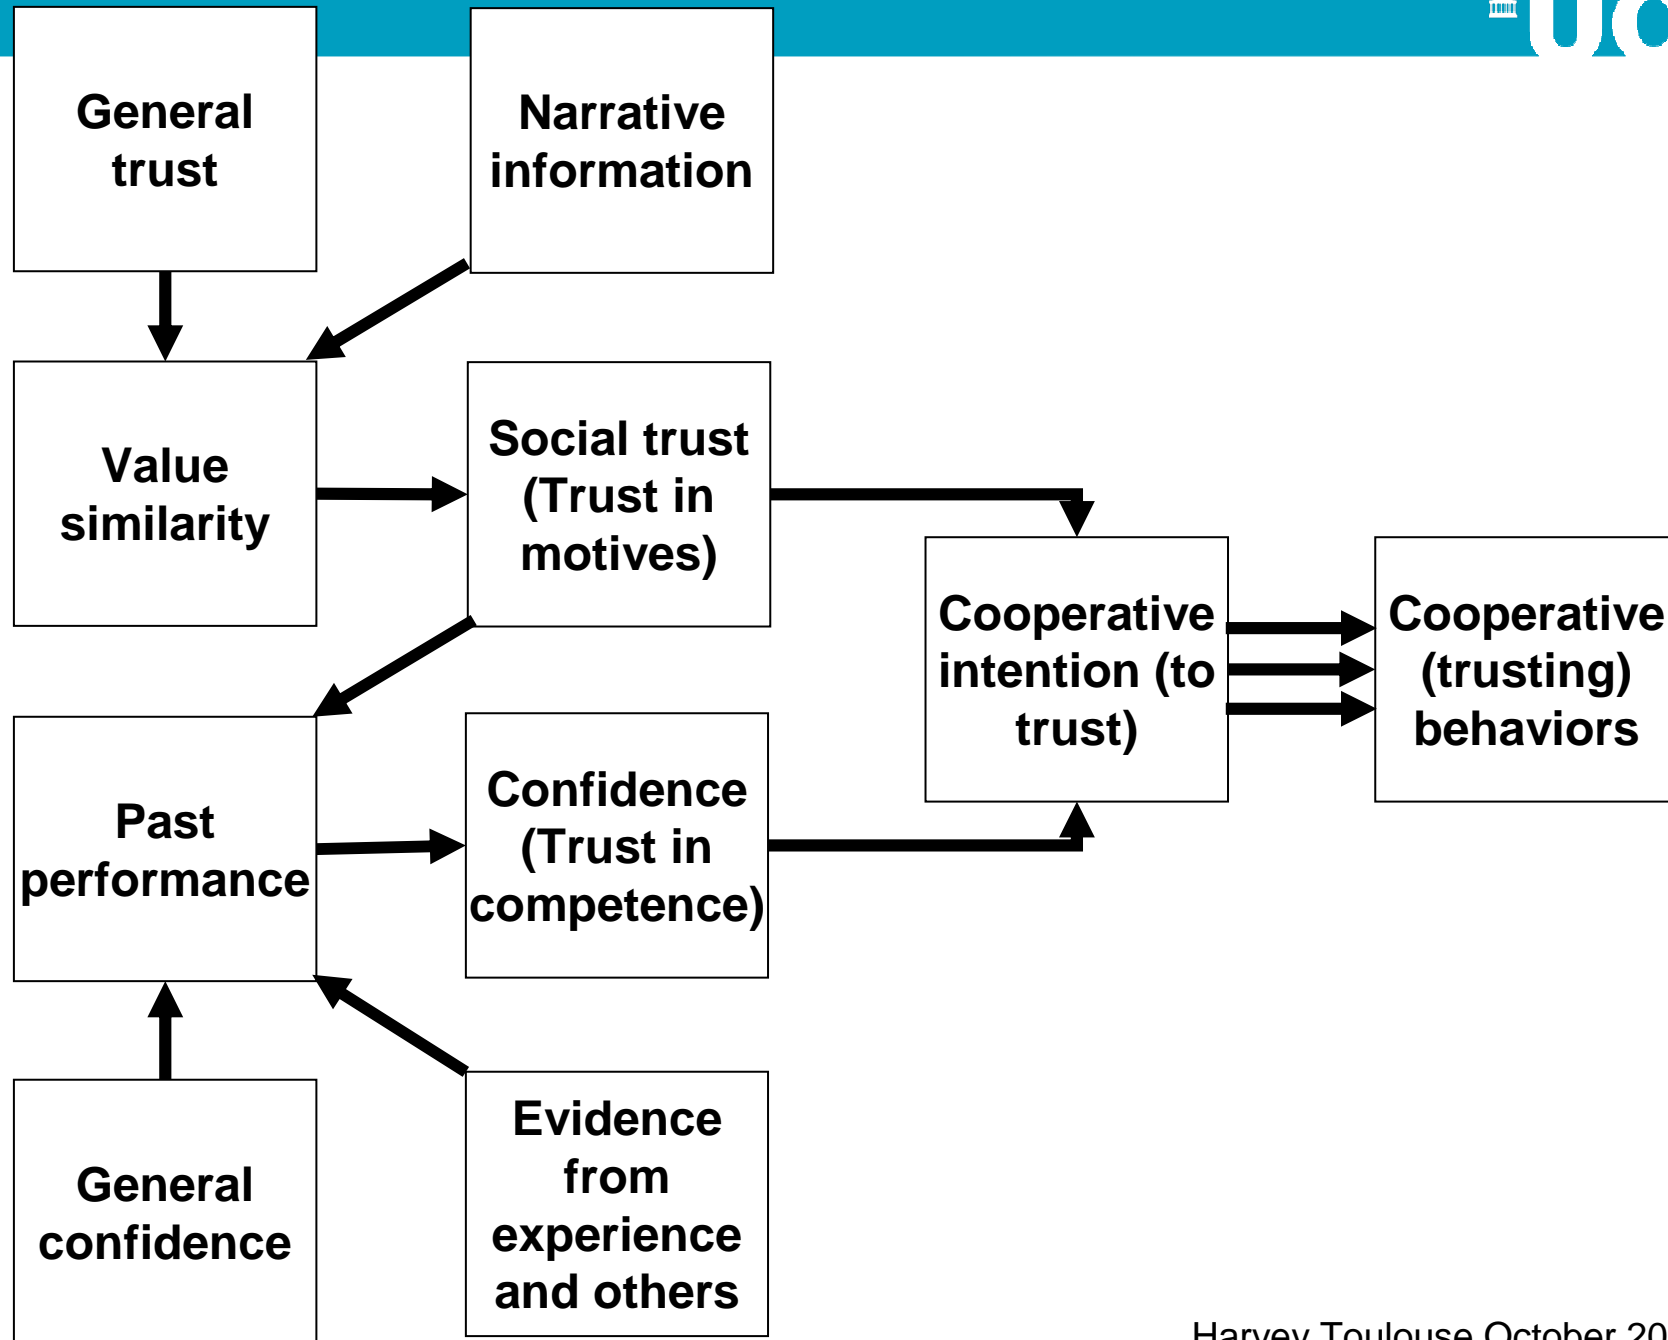 General
trust
Narrative
information
Value
similarity
Social trust
(Trust in
motives)
Cooperative
intention (to
trust)
Cooperative
(trusting)
behaviors
Past
performance
Confidence
(Trust in
competence)
General
confidence
Evidence
from
experience
and others
Harvey Toulouse October 20